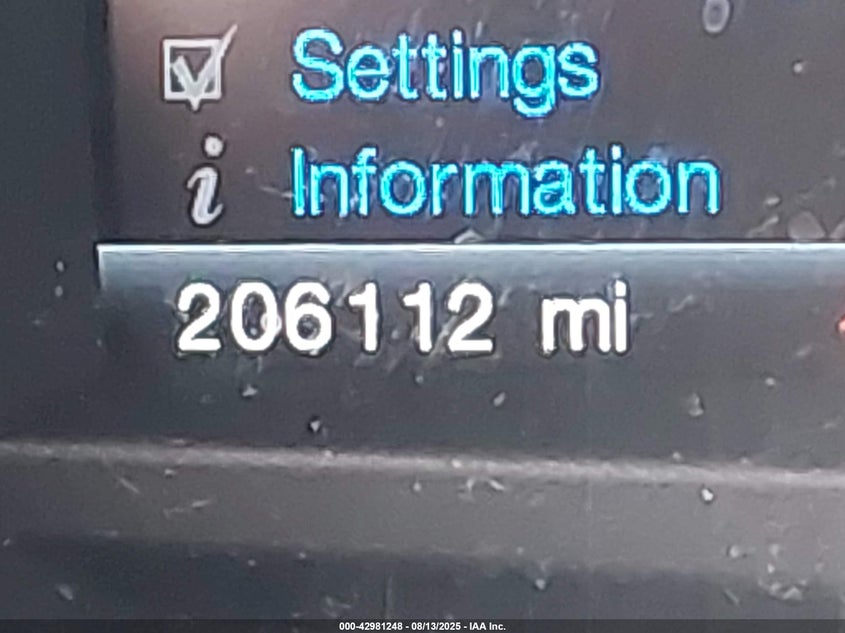 Settings
Information
206112 mi
000-42981248 - 08/13/2025 - IAA Inc.